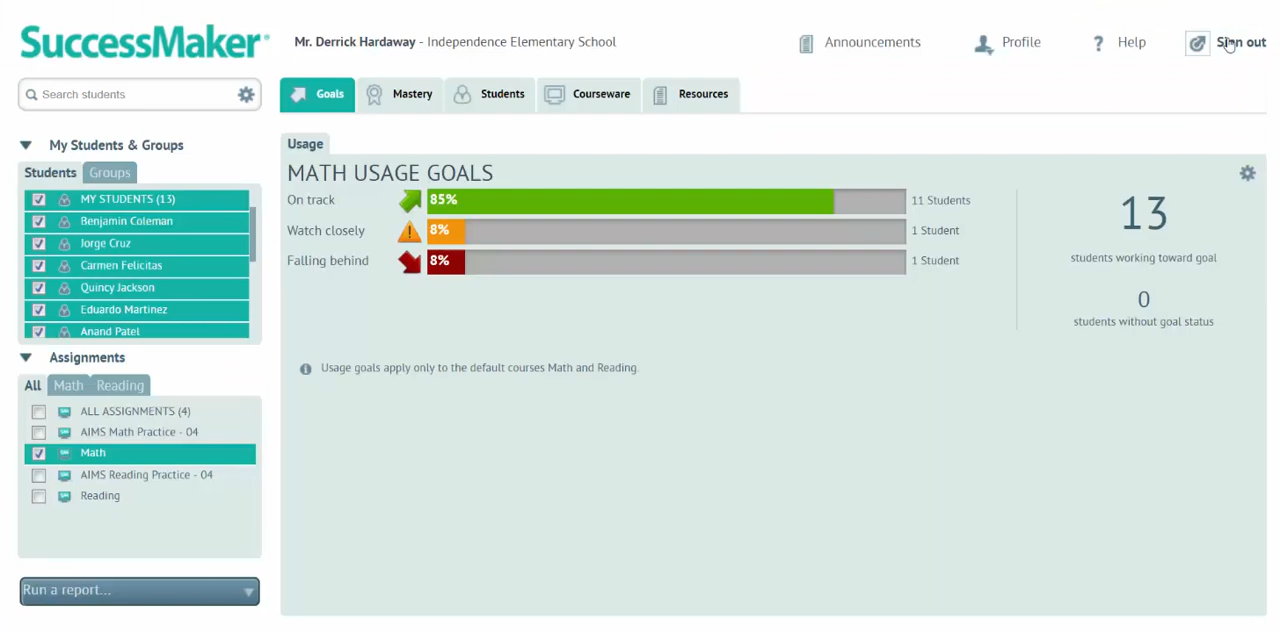 SuccessMaker
Mr. Derrick Hardaway - Independence Elementary School
Announcements
Profile
? Help
Sign out
Search students
Goals
Mastery
Students
Courseware
Resources
My Students & Groups
Students
Groups
MY STUDENTS (13)
Benjamin Coleman
Jorge Cruz
Carmen Felicitas
Quincy Jackson
Eduardo Martinez
Anand Patel
Assignments
All
Math
Reading
ALL ASSIGNMENTS (4)
AIMS Math Practice - 04
Math
AIMS Reading Practice - 04
Reading
Run a report...
Usage
MATH USAGE GOALS
On track 85% 11 Students
Watch closely 8% 1 Student
Falling behind 8% 1 Student
13
students working toward goal
0
students without goal status
Usage goals apply only to the default courses Math and Reading.